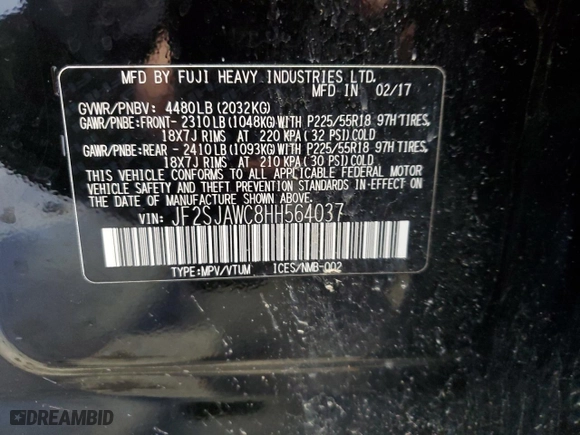 MFD BY FUJI HEAVY INDUSTRIES LTD.
MFD IN 02/17
GVWR/PNBV: 4480LB (2032KG)
GAWR/PNBE:FRONT- 2310LB (1048KG)WITH P225/55R18 97H TIRES,
18X7J RIMS AT 220 KPA (32 PSI)COLD
GAWR/PNBE:REAR - 2410LB (1093KG)WITH P225/55R18 97H TIRES,
18X7J RIMS AT 210 KPA (30 PSI)COLD
THIS VEHICLE CONFORMS TO ALL APPLICABLE FEDERAL MOTOR
VEHICLE SAFETY AND THEFT PREVENTION STANDARDS IN EFFECT ON
THE DATE OF MANUFACTURE SHOWN ABOVE.
VIN: JF2SJAWC8HH564037
TYPE:MPV/VTUM ICES/NMB-002
DREAMBID